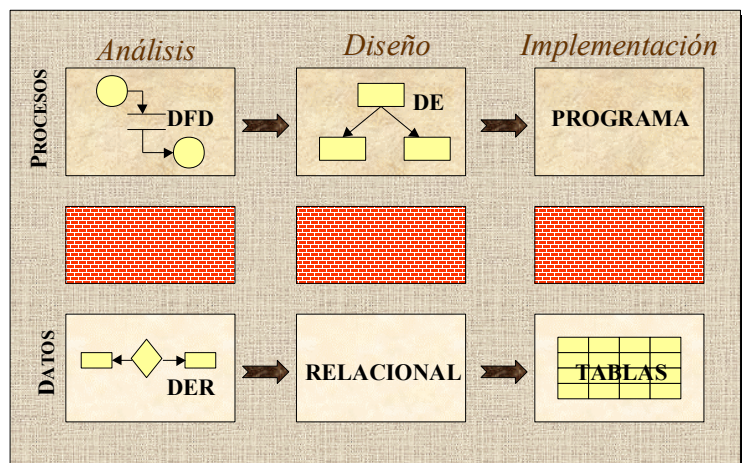 Análisis
Diseño
Implementación
PROCESOS
DFD
DE
PROGRAMA
DATOS
DER
RELACIONAL
TABLAS